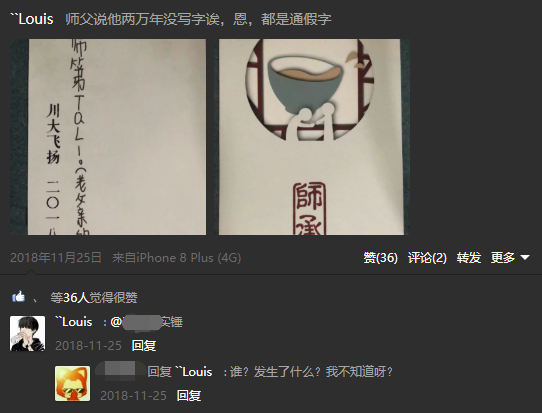 ``Louis 师父说他两万年没写字诶，恩，都是通假字
师第TaLi。(老父亲的
川大飞扬 二〇一八
師承
2018年11月25日 来自iPhone 8 Plus (4G)
赞(36) 评论(2) 转发 更多
、 等36人觉得很赞
``Louis : @ 实锤
2018-11-25 回复
回复 ``Louis : 谁？发生了什么？我不知道呀？
2018-11-25 回复